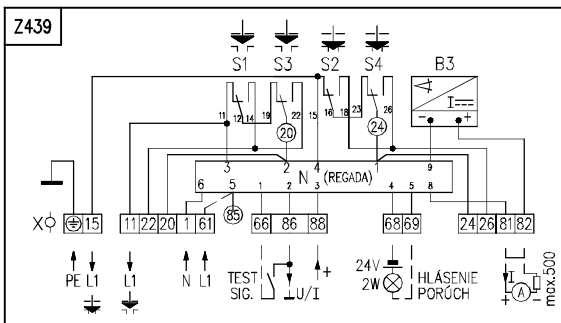 Z439
S1 S3 S2 S4 B3
I
- +
11 12 14 19 22 15 16 18 23 26
20 24
3 2 4 1 9
N (REGADA)
6 5 1 2 3 4 5 8
85
X 15 11 22 20 1 61 66 86 88 68 69 24 26 81 82
PE L1 L1 N L1 TEST SIG. U/I + 24V 2W HLÁSENIE PORÚCH I + A - max.500